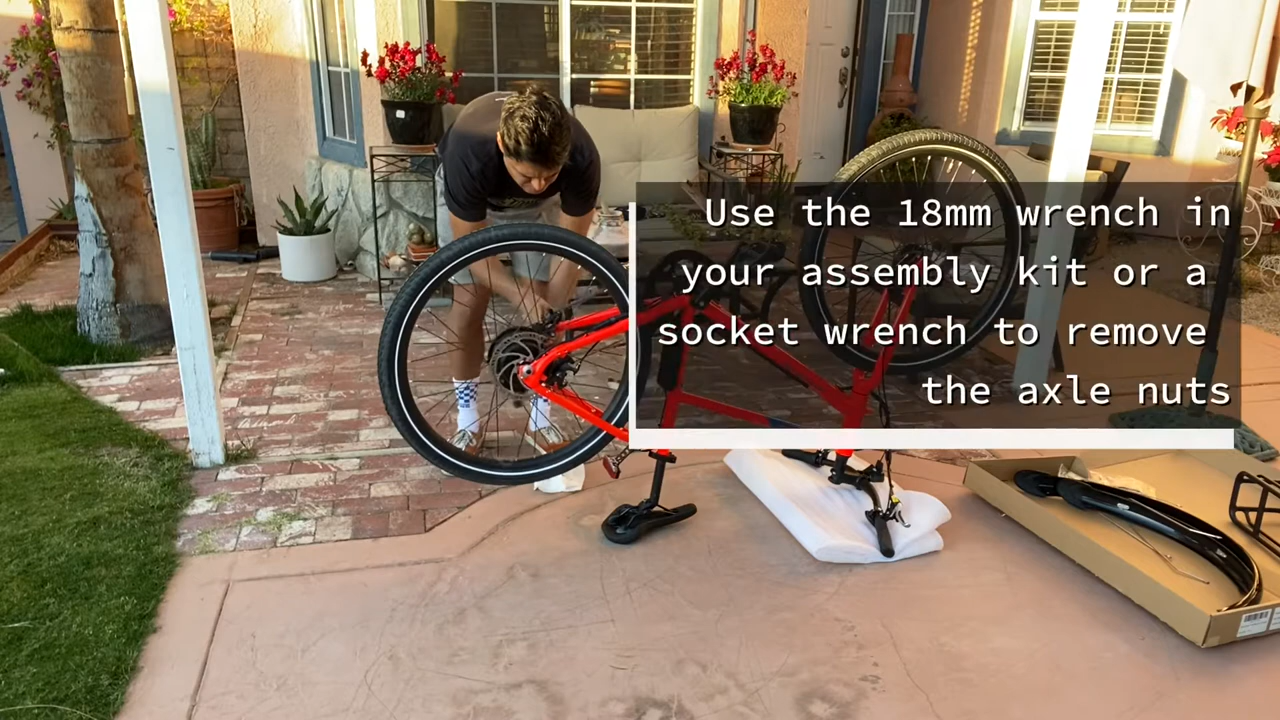 Use the 18mm wrench in
your assembly kit or a
socket wrench to remove
the axle nuts